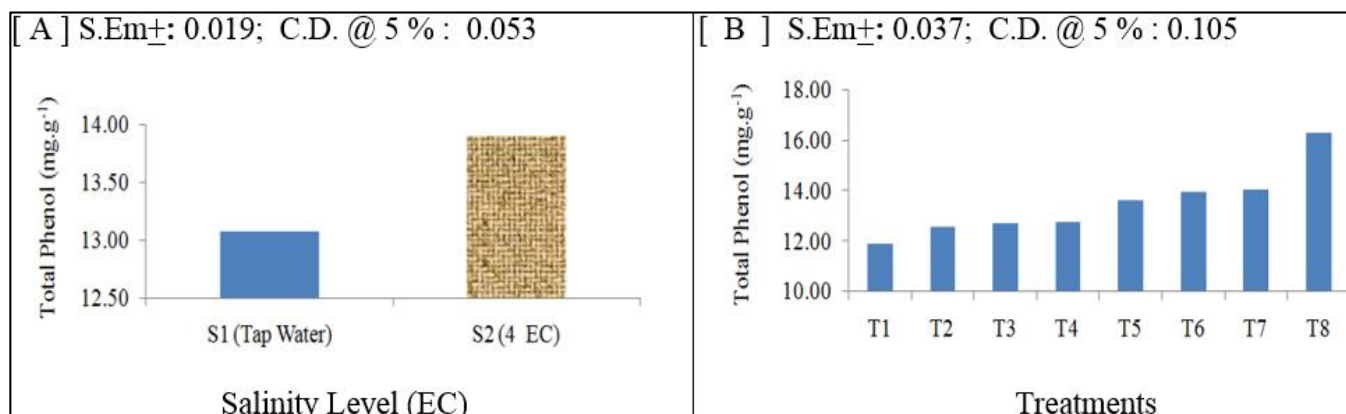 [ A ] S.Em±: 0.019; C.D. @ 5 % : 0.053
Total Phenol (mg.g⁻¹)
14.00
13.50
13.00
12.50
S1 (Tap Water) S2 (4 EC)
Salinity Level (EC)
[ B ] S.Em±: 0.037; C.D. @ 5 % : 0.105
Total Phenol (mg.g⁻¹)
18.00
16.00
14.00
12.00
10.00
T1 T2 T3 T4 T5 T6 T7 T8
Treatments